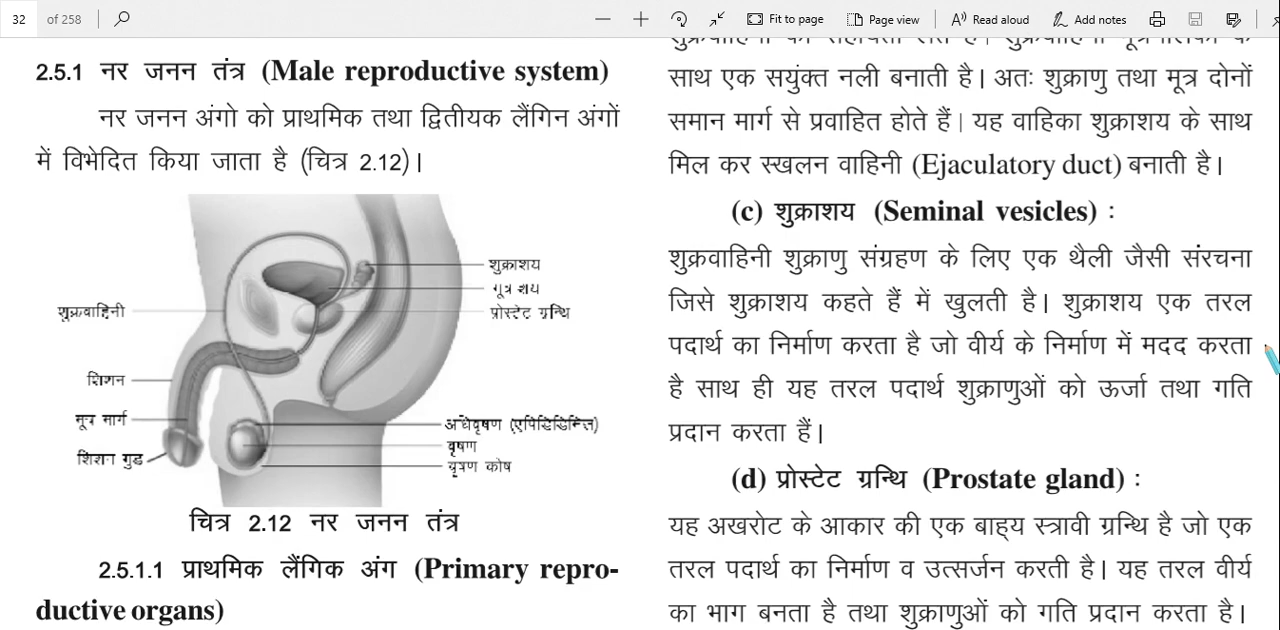 32 of 258
Fit to page
Page view
Read aloud
Add notes
2.5.1 नर जनन तंत्र (Male reproductive system)
नर जनन अंगो को प्राथमिक तथा द्वितीयक लैंगिन अंगों
में विभेदित किया जाता है (चित्र 2.12)।
शुक्रवाहिनी
शिशन
मूत्र मार्ग
शिशन गुड
शुक्राशय
प्रोस्टेट ग्रन्थि
वृषण
चित्र 2.12 नर जनन तंत्र
2.5.1.1 प्राथमिक लैंगिक अंग (Primary repro-
ductive organs)
साथ एक सयुंक्त नली बनाती है। अतः शुक्राणु तथा मूत्र दोनों
समान मार्ग से प्रवाहित होते हैं। यह वाहिका शुक्राशय के साथ
मिल कर स्खलन वाहिनी (Ejaculatory duct) बनाती है।
(c) शुक्राशय (Seminal vesicles) :
शुक्रवाहिनी शुक्राणु संग्रहण के लिए एक थैली जैसी संरचना
जिसे शुक्राशय कहते हैं में खुलती है। शुक्राशय एक तरल
पदार्थ का निर्माण करता है जो वीर्य के निर्माण में मदद करता
है साथ ही यह तरल पदार्थ शुक्राणुओं को ऊर्जा तथा गति
प्रदान करता हैं।
(d) प्रोस्टेट ग्रन्थि (Prostate gland) :
यह अखरोट के आकार की एक बाह्य स्त्रावी ग्रन्थि है जो एक
तरल पदार्थ का निर्माण व उत्सर्जन करती है। यह तरल वीर्य
का भाग बनता है तथा शुक्राणुओं को गति प्रदान करता है।